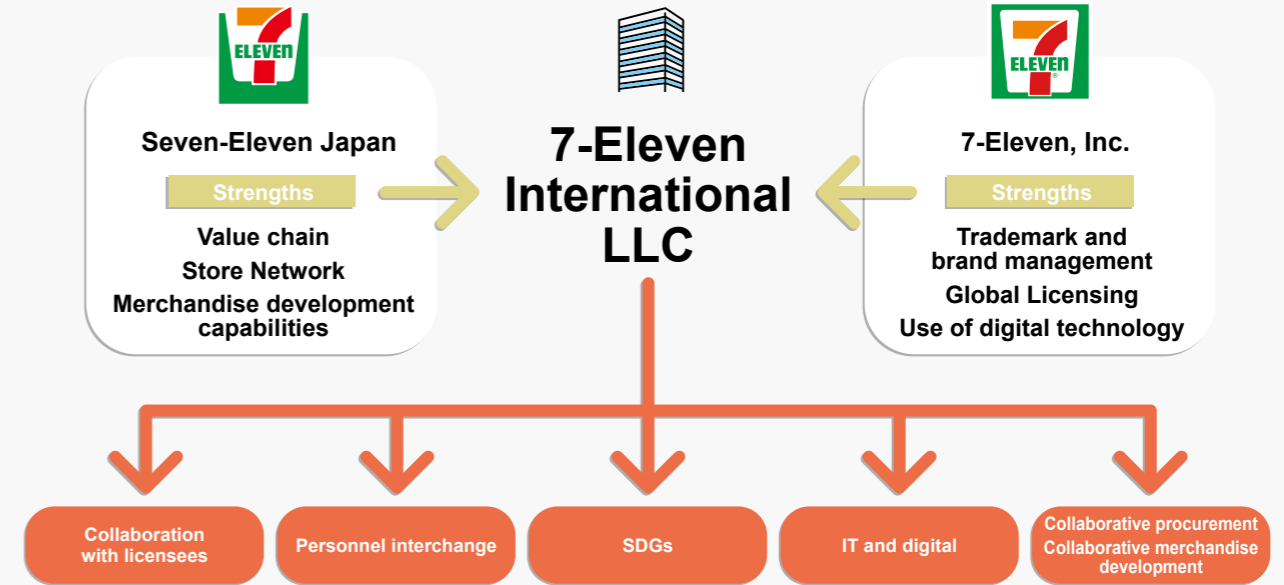 ELEVEn
Seven-Eleven Japan
Strengths
Value chain
Store Network
Merchandise development
capabilities
7-Eleven
International
LLC
ELEVEn
®
7-Eleven, Inc.
Strengths
Trademark and
brand management
Global Licensing
Use of digital technology
Collaboration
with licensees
Personnel interchange
SDGs
IT and digital
Collaborative procurement
Collaborative merchandise
development